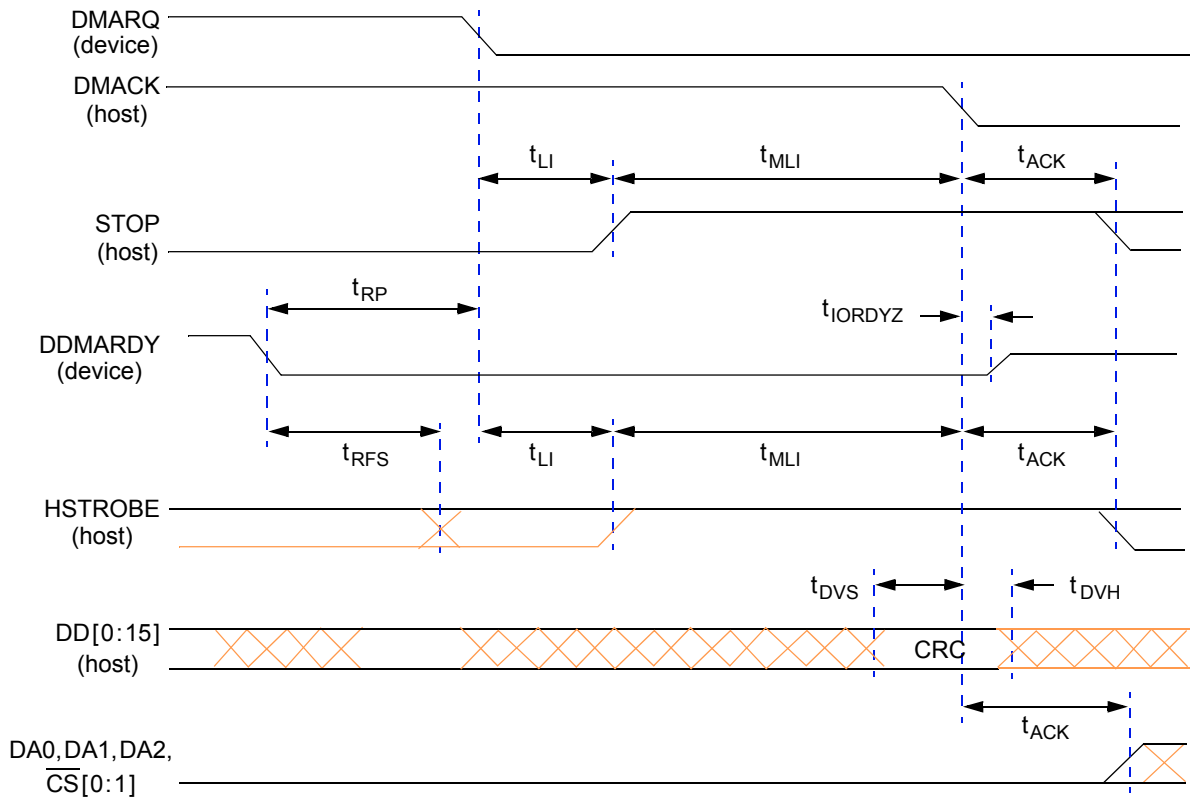 DMARQ
(device)
DMACK
(host)
tLI
tMLI
tACK
STOP
(host)
tRP
tIORDYZ
DDMARDY
(device)
tRFS
tLI
tMLI
tACK
HSTROBE
(host)
tDVS
tDVH
DD[0:15]
(host)
CRC
tACK
DA0,DA1,DA2,
C̅S̅[0:1]